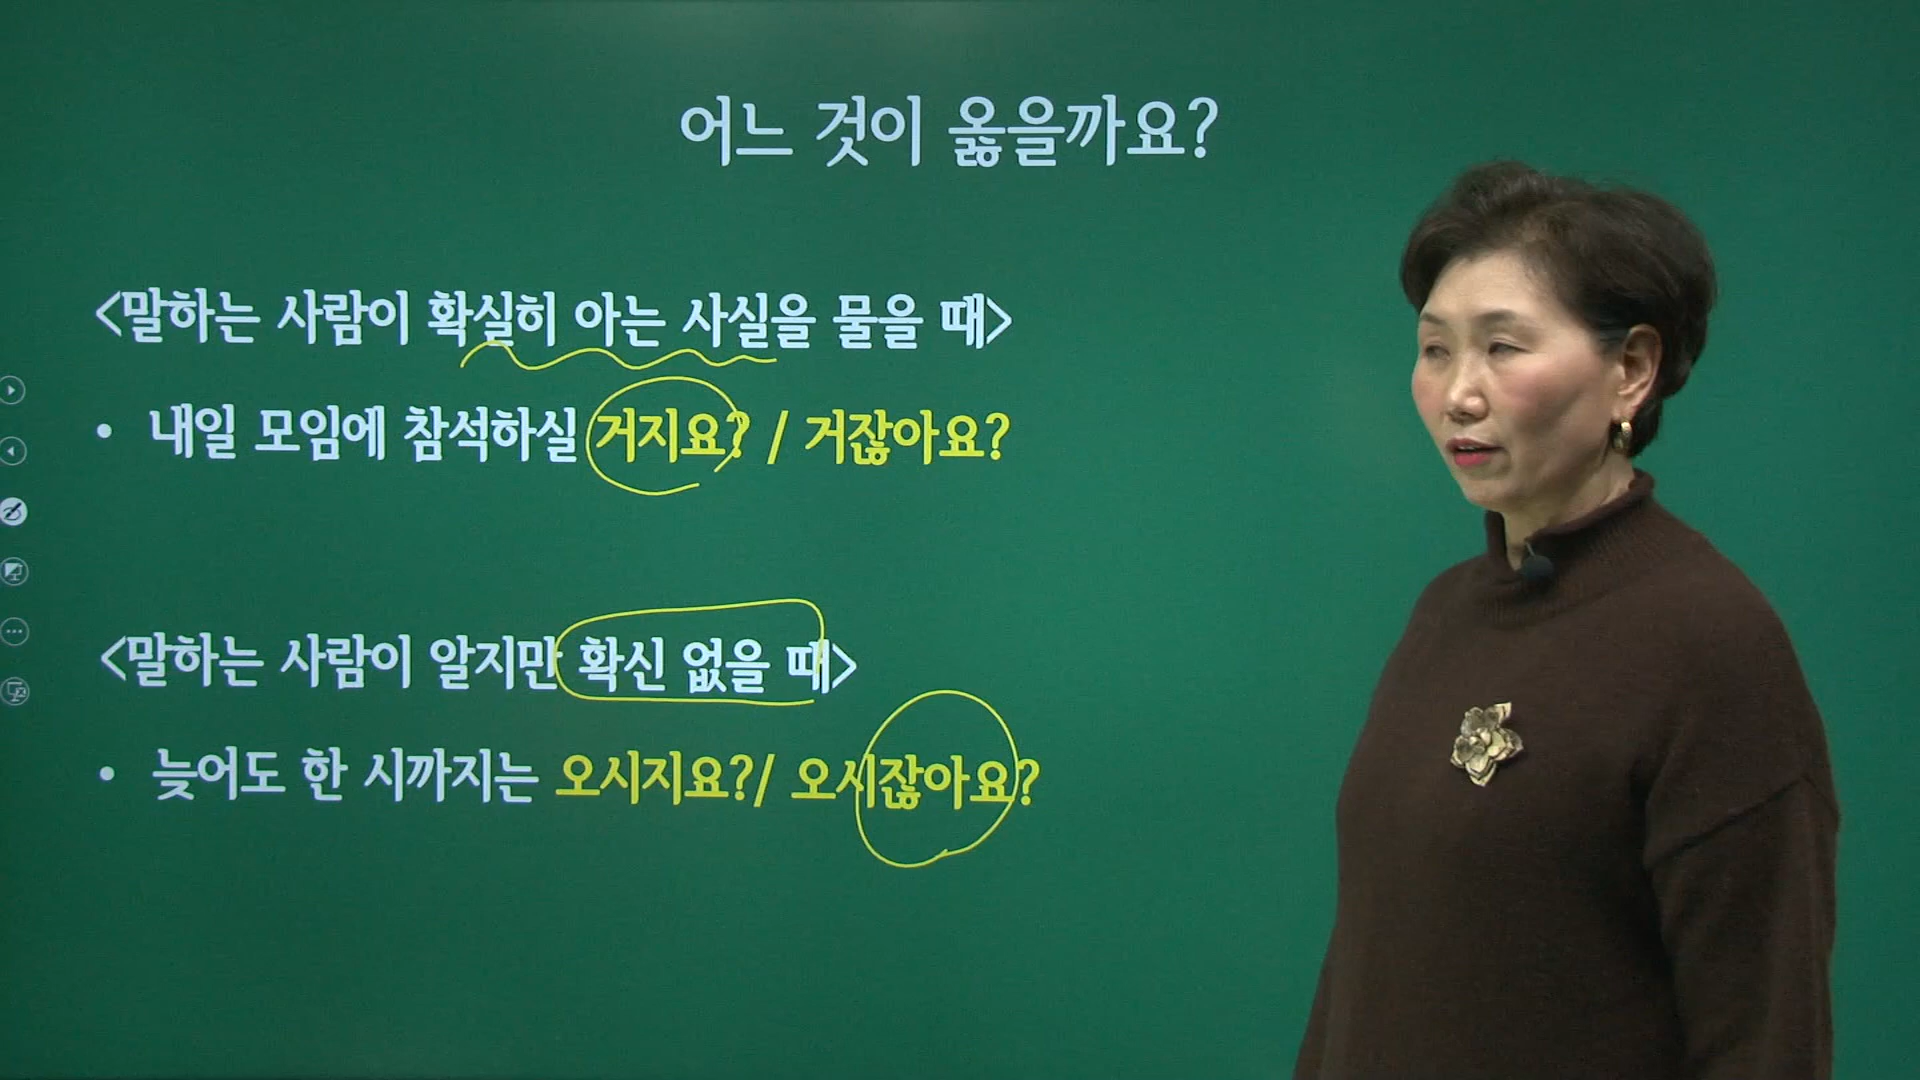 어느 것이 옳을까요?
<말하는 사람이 확실히 아는 사실을 물을 때>
• 내일 모임에 참석하실 거지요? / 거잖아요?
<말하는 사람이 알지만 확신 없을 때>
• 늦어도 한 시까지는 오시지요?/ 오시잖아요?